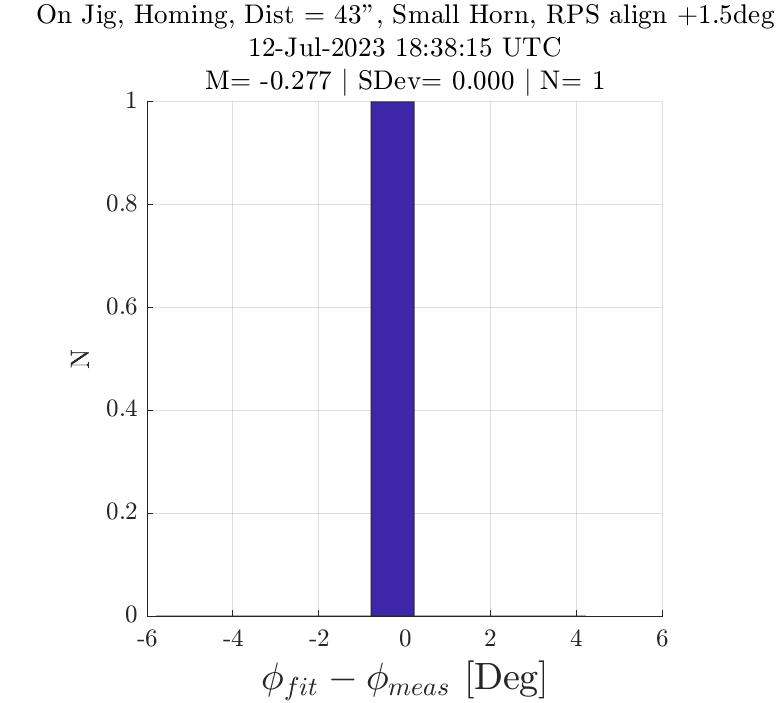 On Jig, Homing, Dist = 43”, Small Horn, RPS align +1.5deg
12-Jul-2023 18:38:15 UTC
M= -0.277 | SDev= 0.000 | N= 1
1
0.8
0.6
N
0.4
0.2
0
-6 -4 -2 0 2 4 6
ϕ_fit − ϕ_meas [Deg]